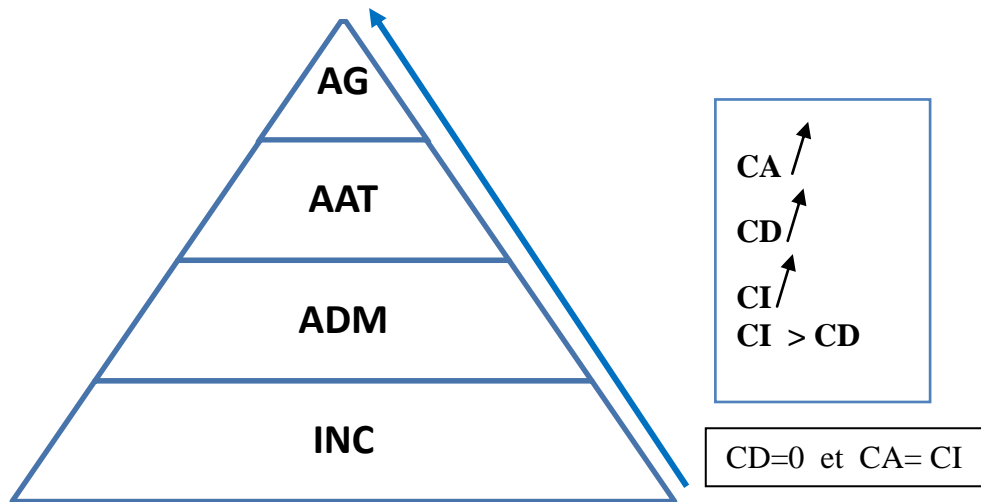 AG
AAT
ADM
INC
CA
CD
CI
CI > CD
CD=0 et CA= CI